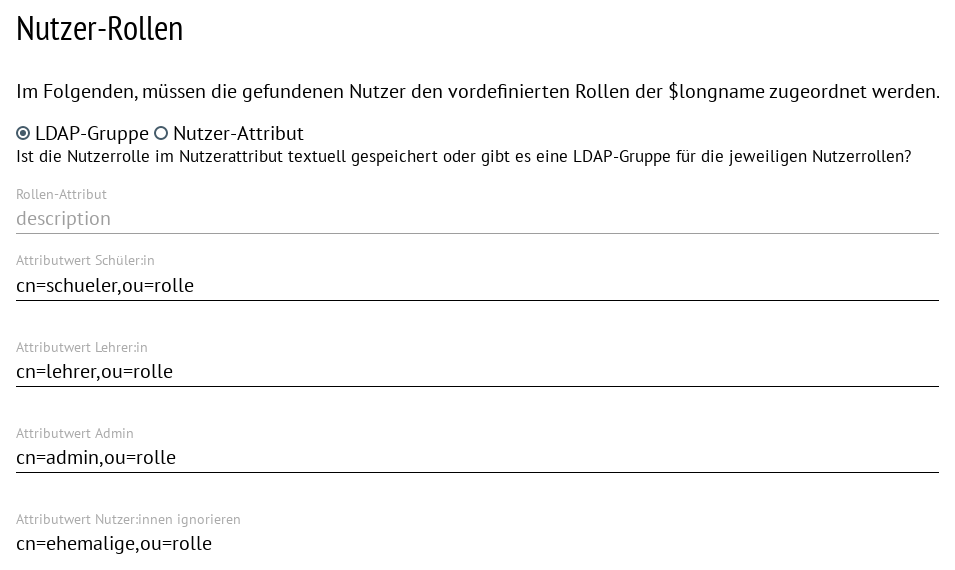 Nutzer-Rollen
Im Folgenden, müssen die gefundenen Nutzer den vordefinierten Rollen der $longname zugeordnet werden.
LDAP-Gruppe Nutzer-Attribut
Ist die Nutzerrolle im Nutzerattribut textuell gespeichert oder gibt es eine LDAP-Gruppe für die jeweiligen Nutzerrollen?
Rollen-Attribut
description
Attributwert Schüler:in
cn=schueler,ou=rolle
Attributwert Lehrer:in
cn=lehrer,ou=rolle
Attributwert Admin
cn=admin,ou=rolle
Attributwert Nutzer:innen ignorieren
cn=ehemalige,ou=rolle